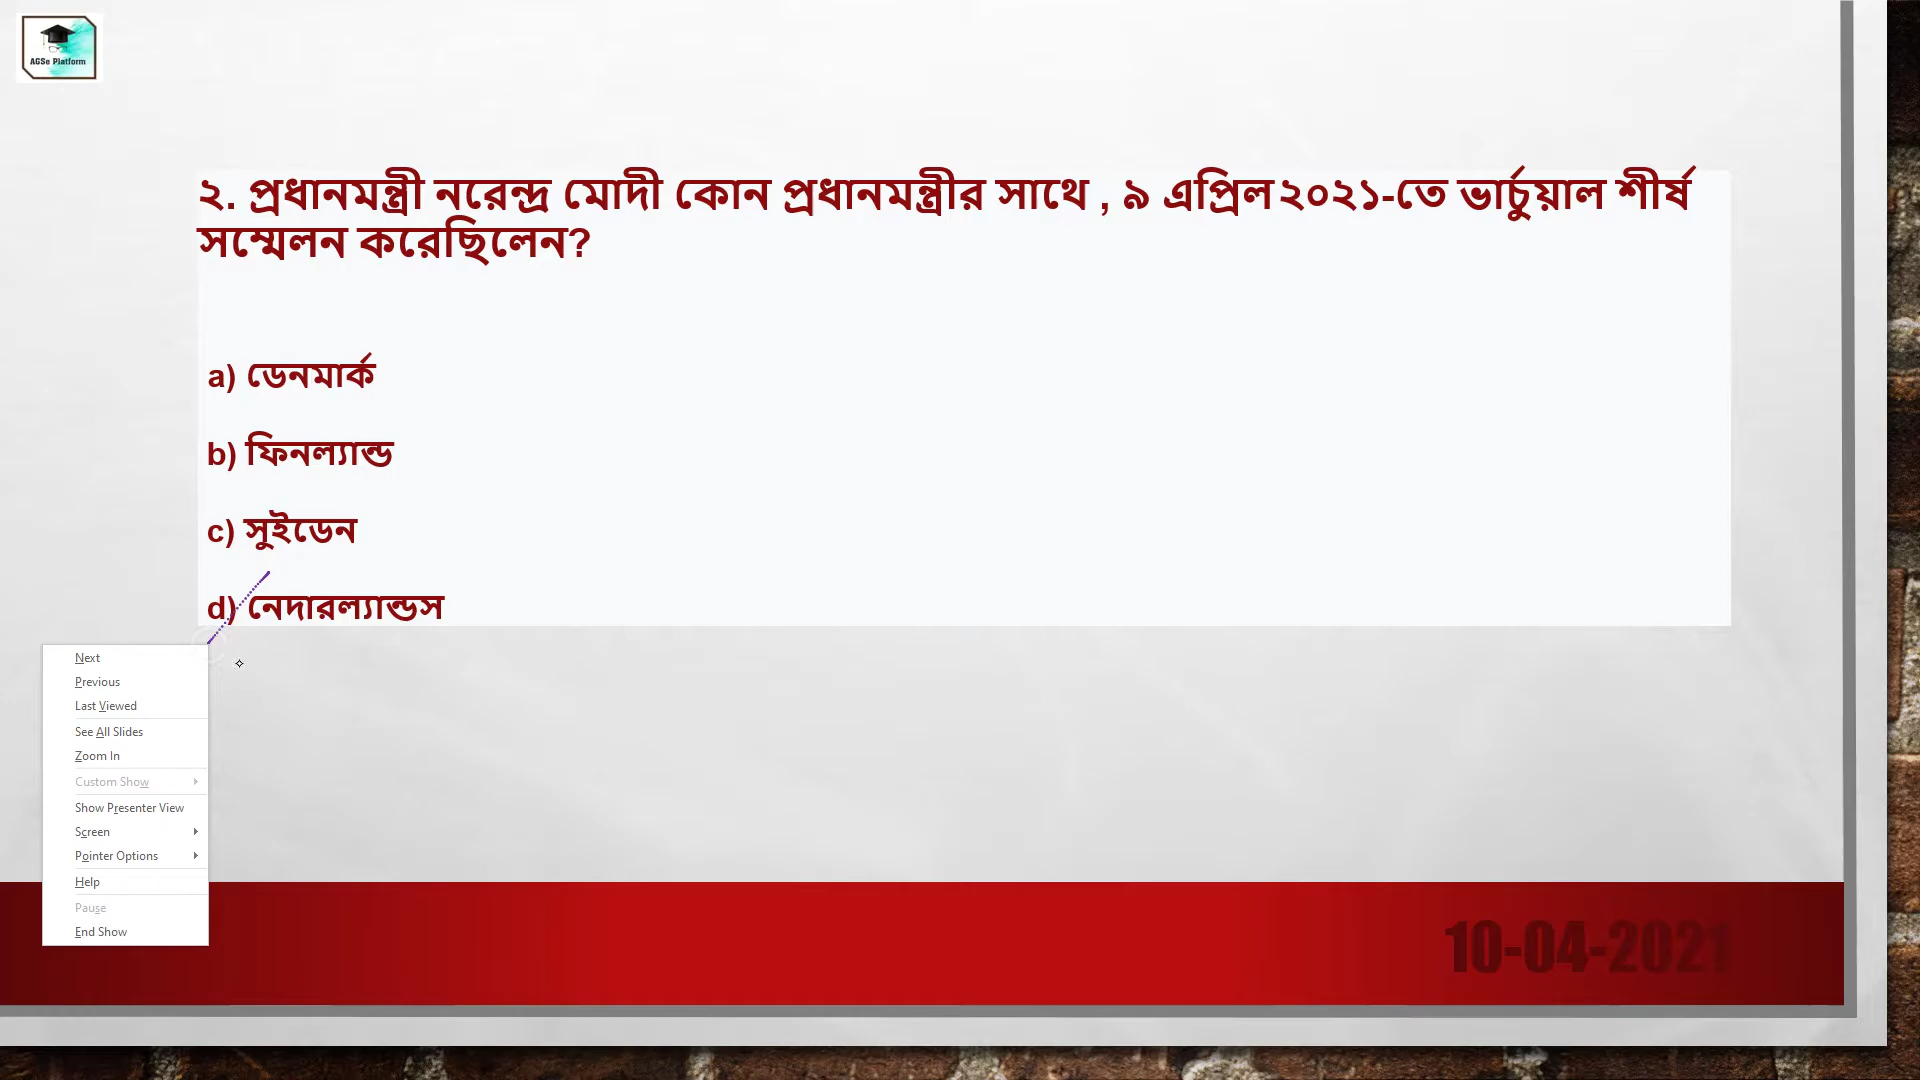 AGSe Platform
২. প্রধানমন্ত্রী নরেন্দ্র মোদী কোন প্রধানমন্ত্রীর সাথে , ৯ এপ্রিল ২০২১-তে ভার্চুয়াল শীর্ষ
সম্মেলন করেছিলেন?
a) ডেনমার্ক
b) ফিনল্যান্ড
c) সুইডেন
d) নেদারল্যান্ডস
Next
Previous
Last Viewed
See All Slides
Zoom In
Custom Show
Show Presenter View
Screen
Pointer Options
Help
Pause
End Show
10-04-2021